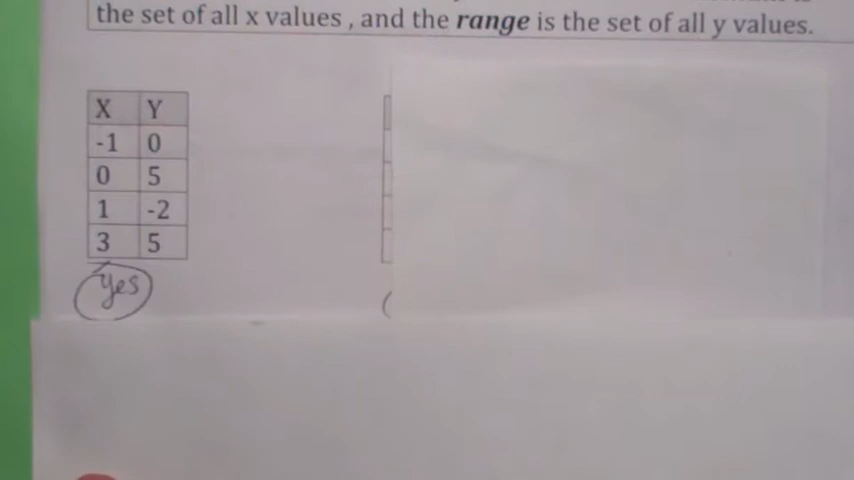 the set of all x values , and the range is the set of all y values.
X Y
-1 0
0 5
1 -2
3 5
Yes